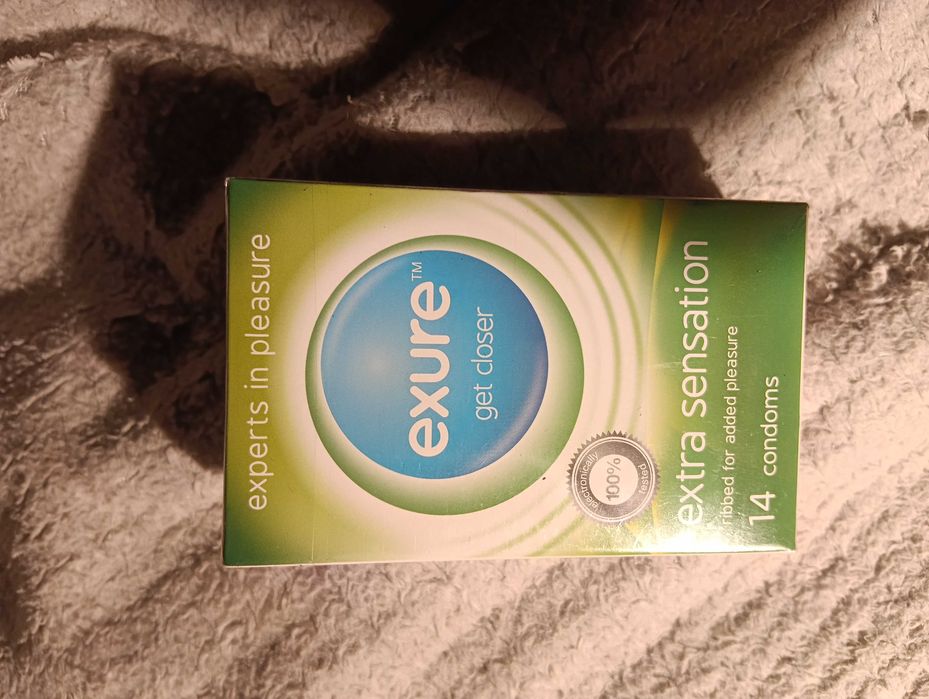 experts in pleasure
exure™
get closer
electronically
100%
tested
extra sensation
ribbed for added pleasure
14 condoms